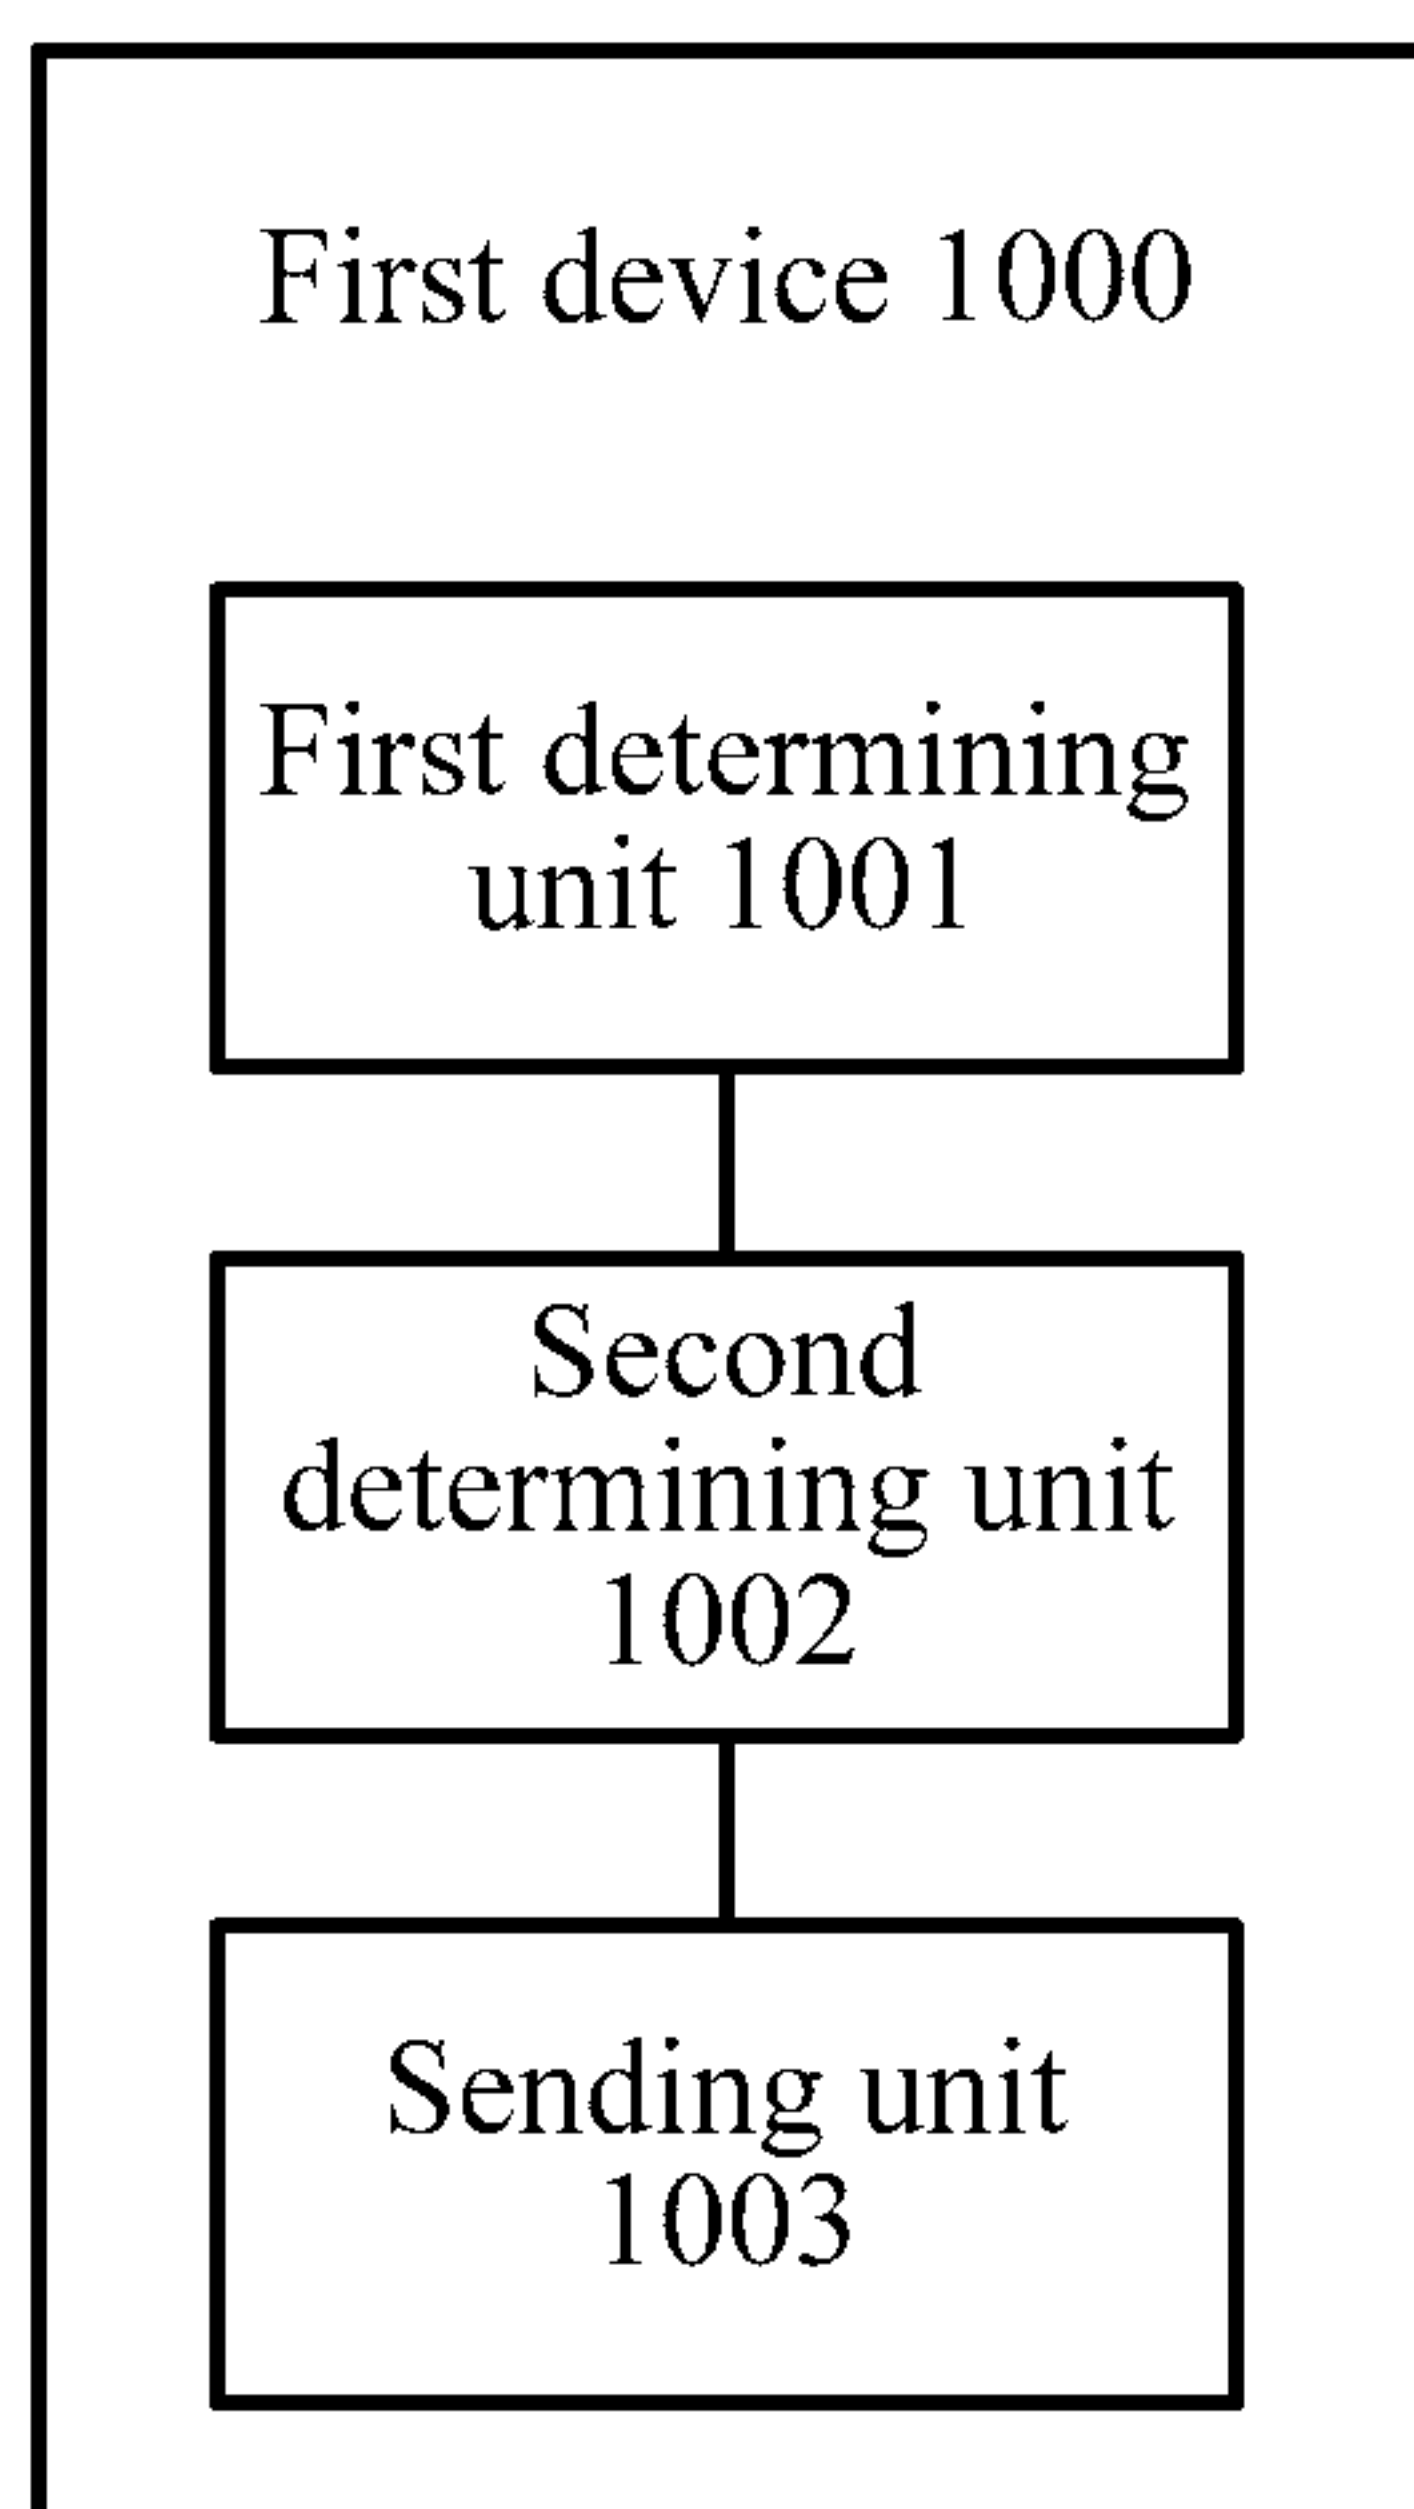 First device 1000
First determining
unit 1001
Second
determining unit
1002
Sending unit
1003